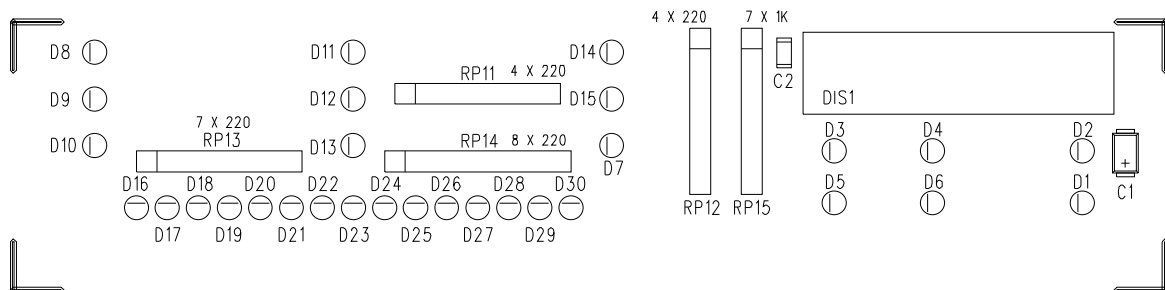 4 X 220
7 X 1K
D8
D11
D14
RP11 4 X 220
C2
D9
D12
D15
DIS1
7 X 220
RP13
D3
D4
D2
D10
D13
RP14 8 X 220
D7
D16
D18
D20
D22
D24
D26
D28
D30
D5
D6
D1
+
C1
RP12
RP15
D17
D19
D21
D23
D25
D27
D29